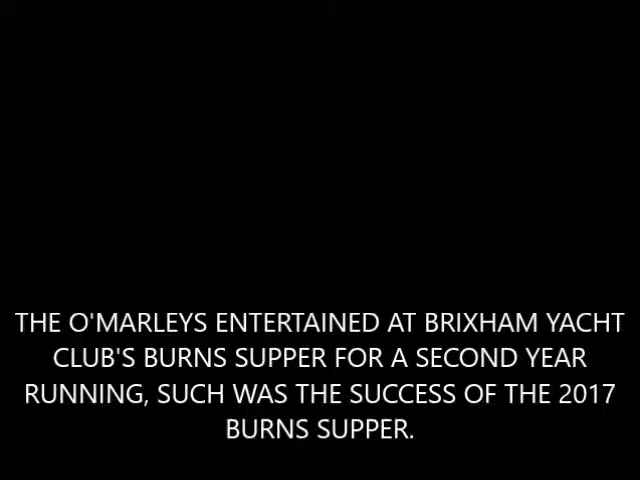 THE O'MARLEYS ENTERTAINED AT BRIXHAM YACHT
CLUB'S BURNS SUPPER FOR A SECOND YEAR
RUNNING, SUCH WAS THE SUCCESS OF THE 2017
BURNS SUPPER.